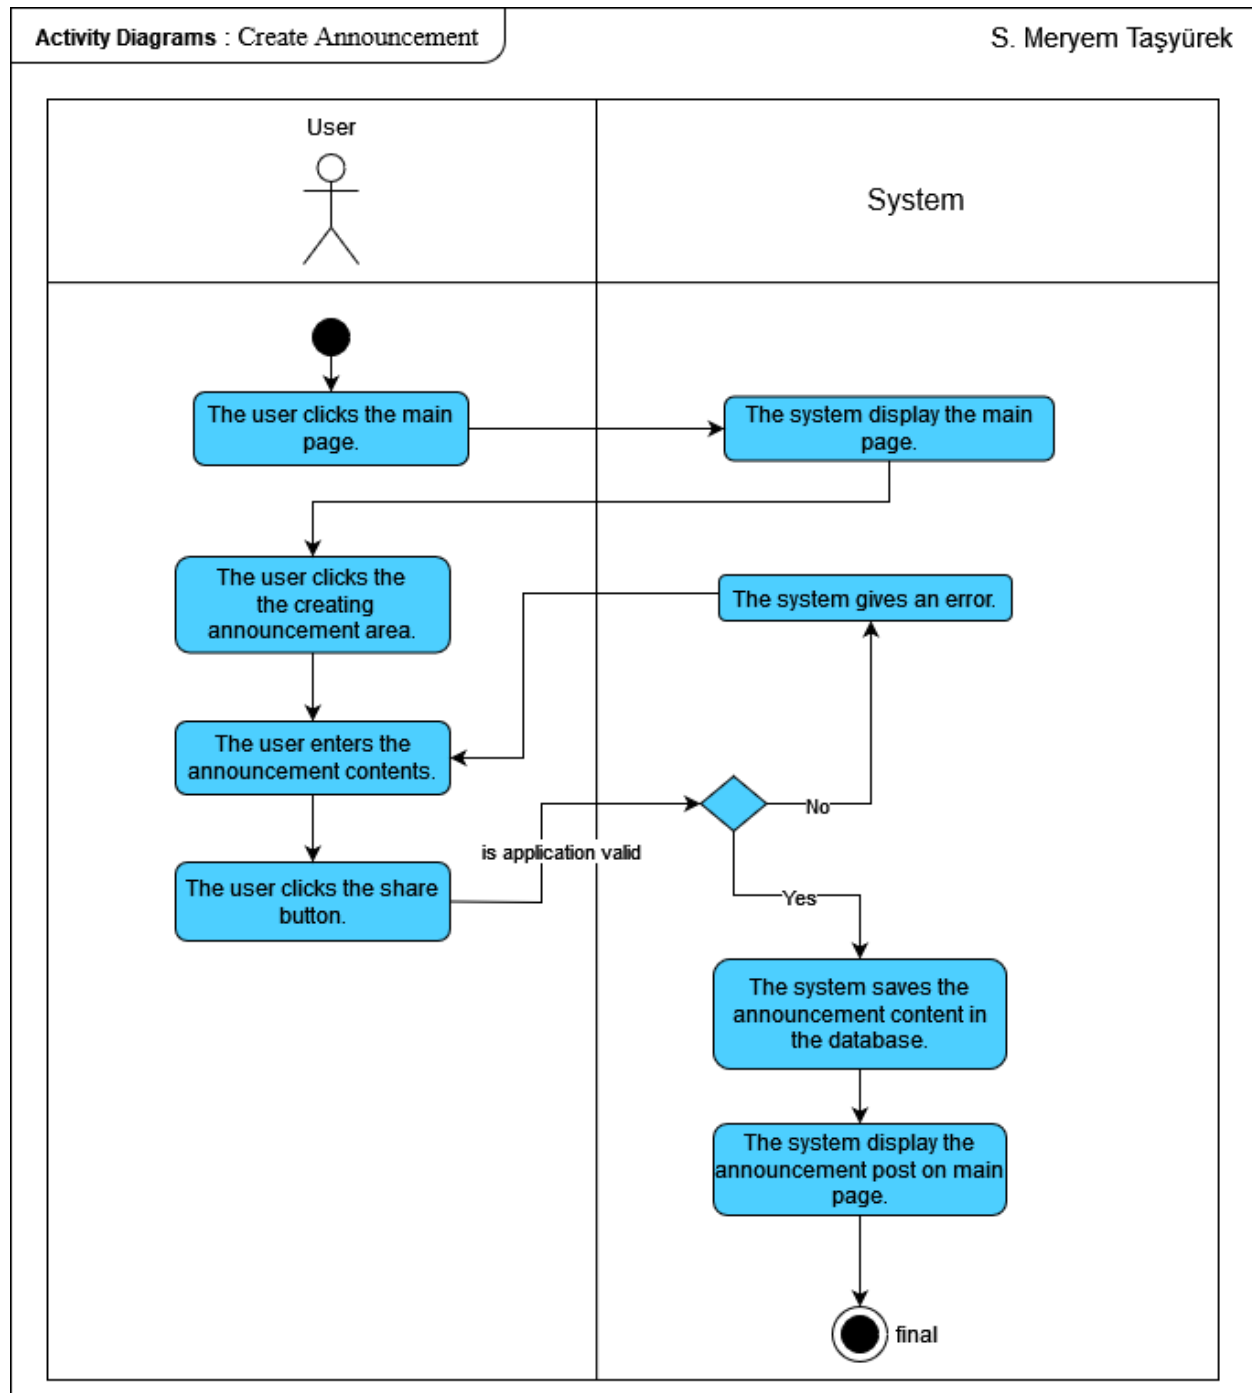 Activity Diagrams : Create Announcement
S. Meryem Taşyürek
User
System
The user clicks the main
page.
The system display the main
page.
The user clicks the
the creating
announcement area.
The system gives an error.
The user enters the
announcement contents.
No
is application valid
The user clicks the share
button.
Yes
The system saves the
announcement content in
the database.
The system display the
announcement post on main
page.
final